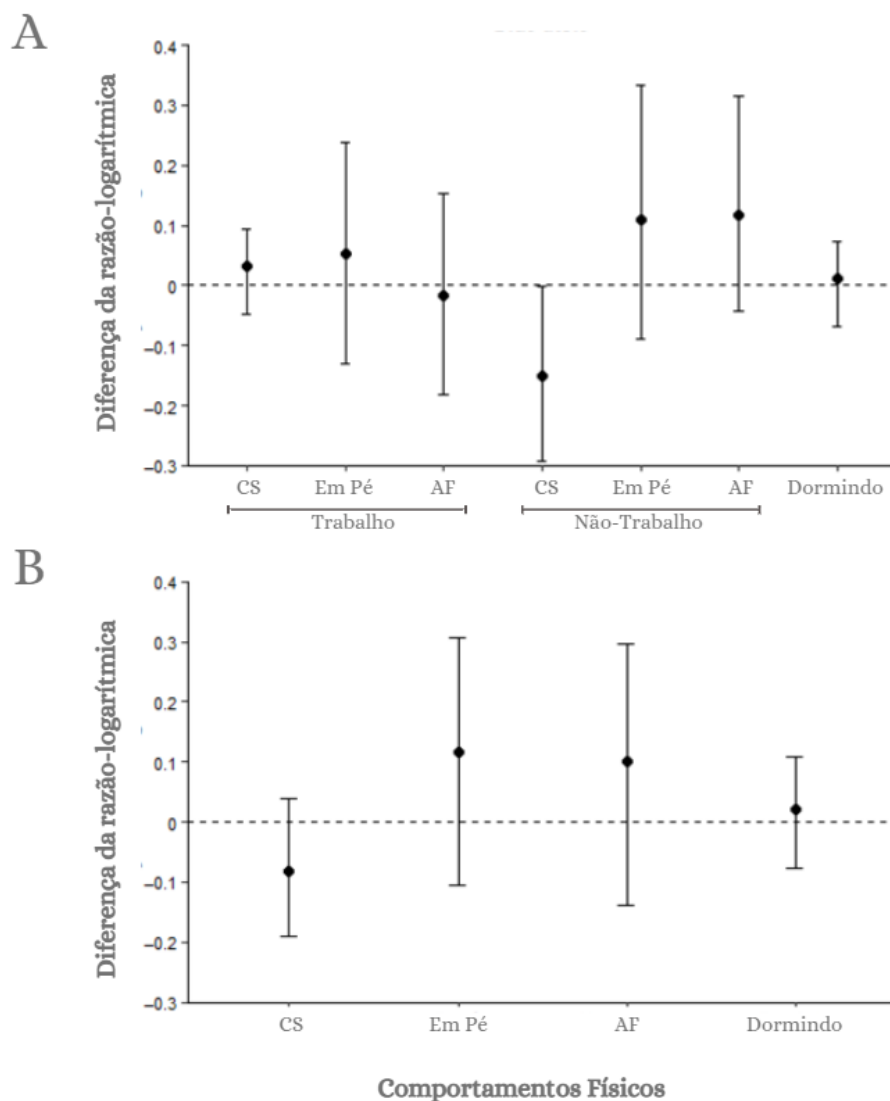 A
Diferença da razão-logarítmica
0.4
0.3
0.2
0.1
0
−0.1
−0.2
−0.3
CS Em Pé AF CS Em Pé AF Dormindo
Trabalho Não-Trabalho
B
Diferença da razão-logarítmica
0.4
0.3
0.2
0.1
0
−0.1
−0.2
−0.3
CS Em Pé AF Dormindo
Comportamentos Físicos